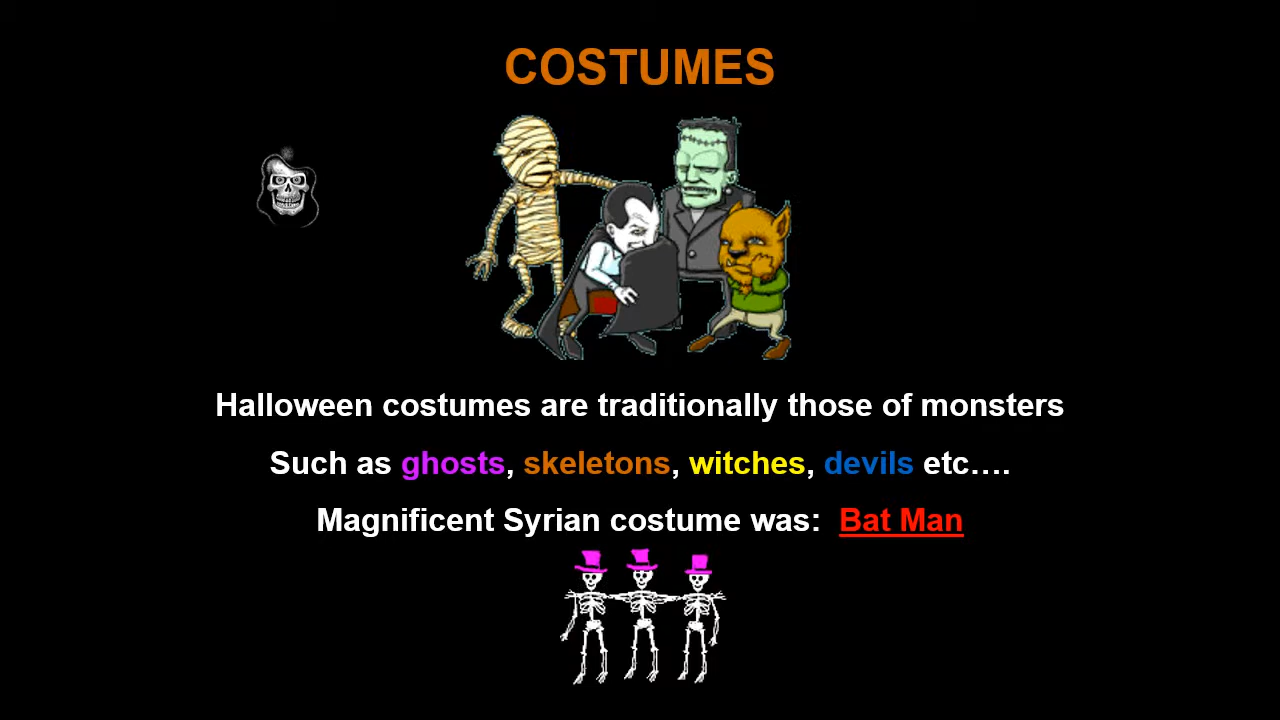 COSTUMES
Halloween costumes are traditionally those of monsters
Such as ghosts, skeletons, witches, devils etc….
Magnificent Syrian costume was: Bat Man